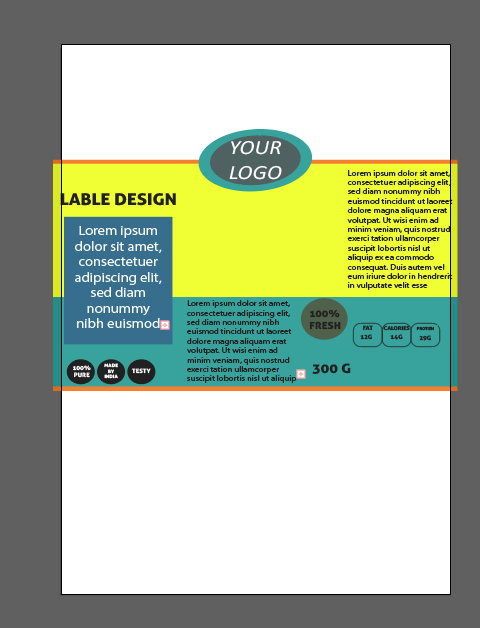 YOUR
LOGO
LABLE DESIGN
Lorem ipsum
dolor sit amet,
consectetuer
adipiscing elit,
sed diam
nonummy
nibh euismod
100%
PURE
MADE
BY
INDIA
TESTY
Lorem ipsum dolor sit amet,
consectetuer adipiscing elit,
sed diam nonummy nibh
euismod tincidunt ut laoreet
dolore magna aliquam erat
volutpat. Ut wisi enim ad
minim veniam, quis nostrud
exerci tation ullamcorper
suscipit lobortis nisl ut aliquip
100%
FRESH
300 G
Lorem ipsum dolor sit amet,
consectetuer adipiscing elit,
sed diam nonummy nibh
euismod tincidunt ut laoreet
dolore magna aliquam erat
volutpat. Ut wisi enim ad
minim veniam, quis nostrud
exerci tation ullamcorper
suscipit lobortis nisl ut
aliquip ex ea commodo
consequat. Duis autem vel
eum iriure dolor in hendrerit
in vulputate velit esse
FAT
12G
CALORIES
16G
PROTEIN
29G